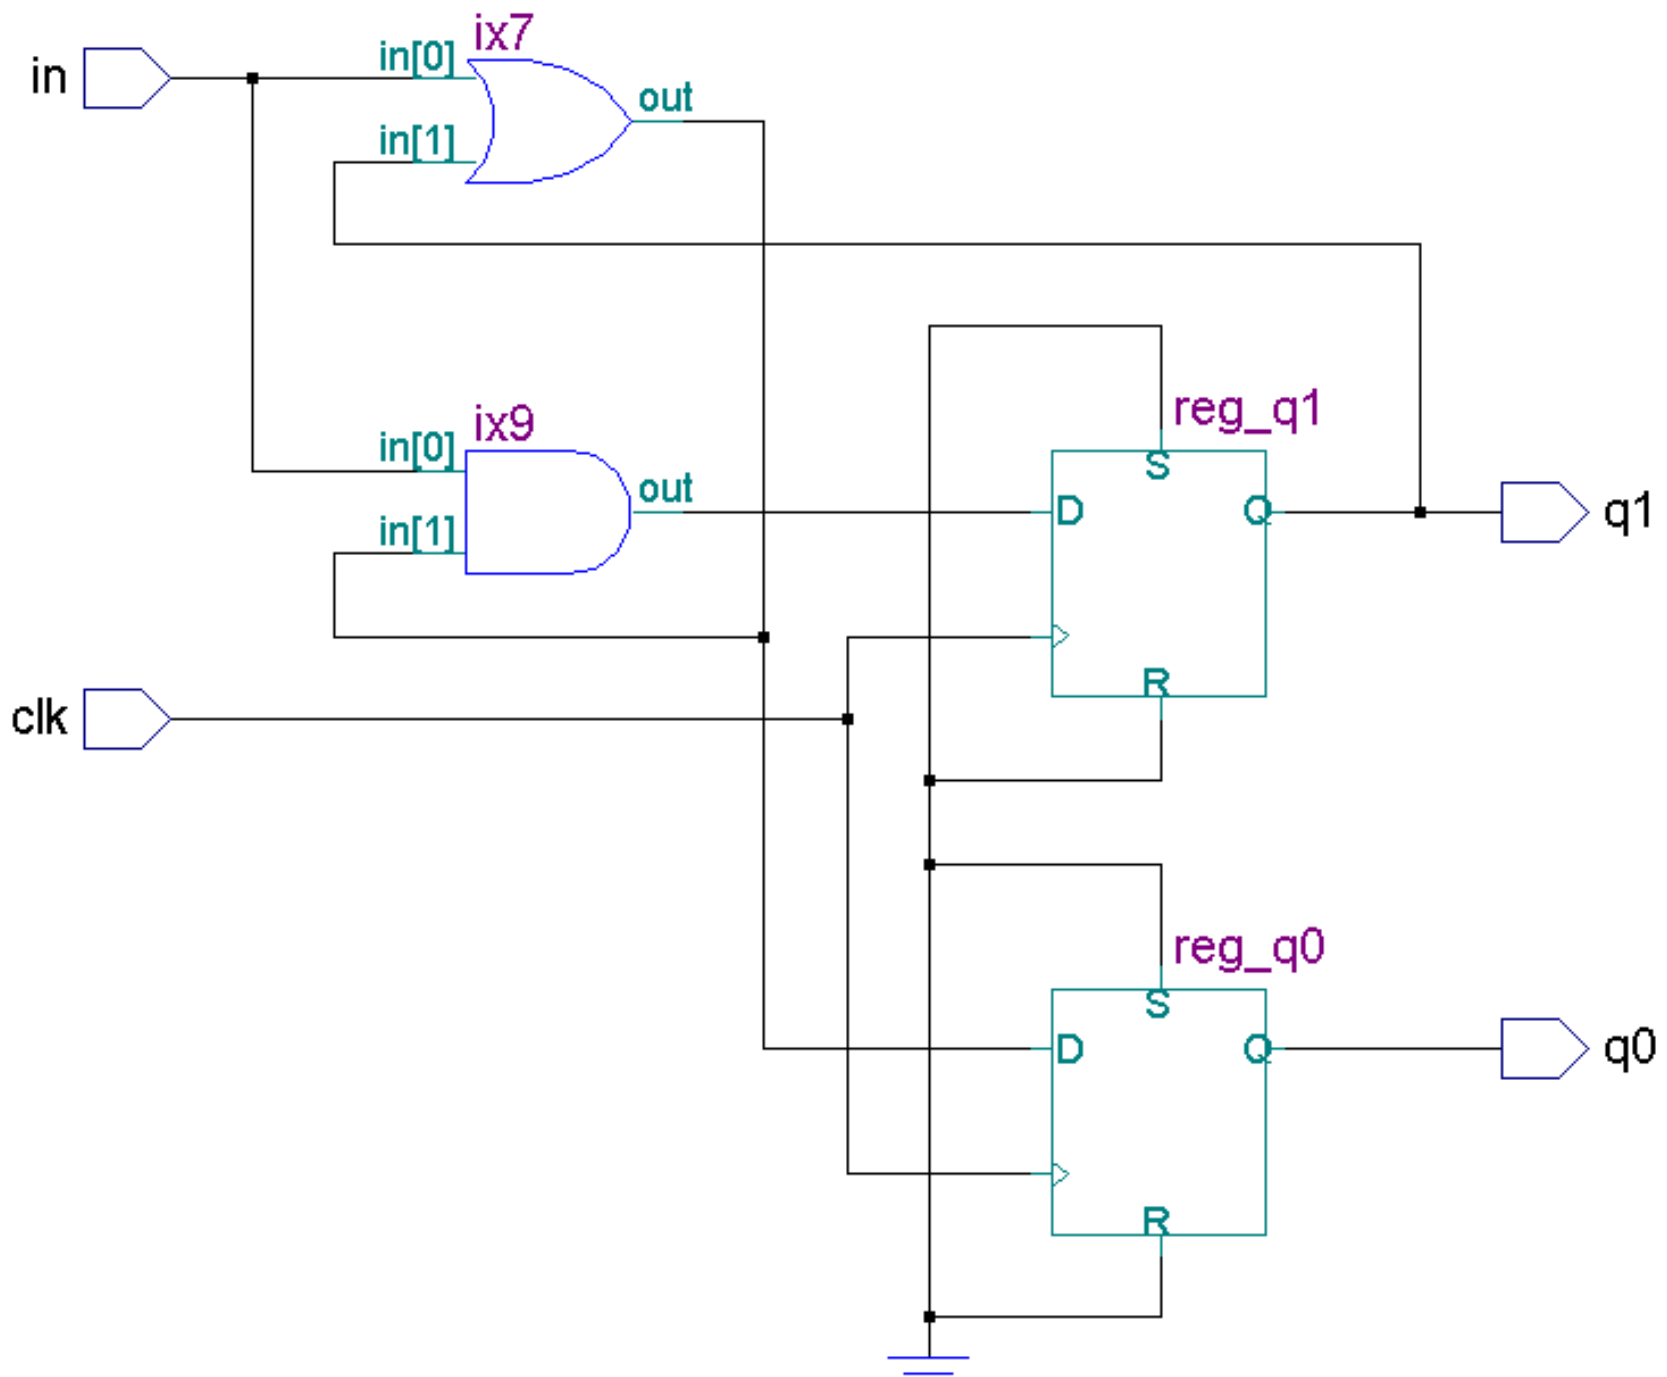 ix7
in
in[0]
out
in[1]
reg_q1
ix9
in[0]
S
out
D
Q
q1
in[1]
R
clk
reg_q0
S
D
Q
q0
R